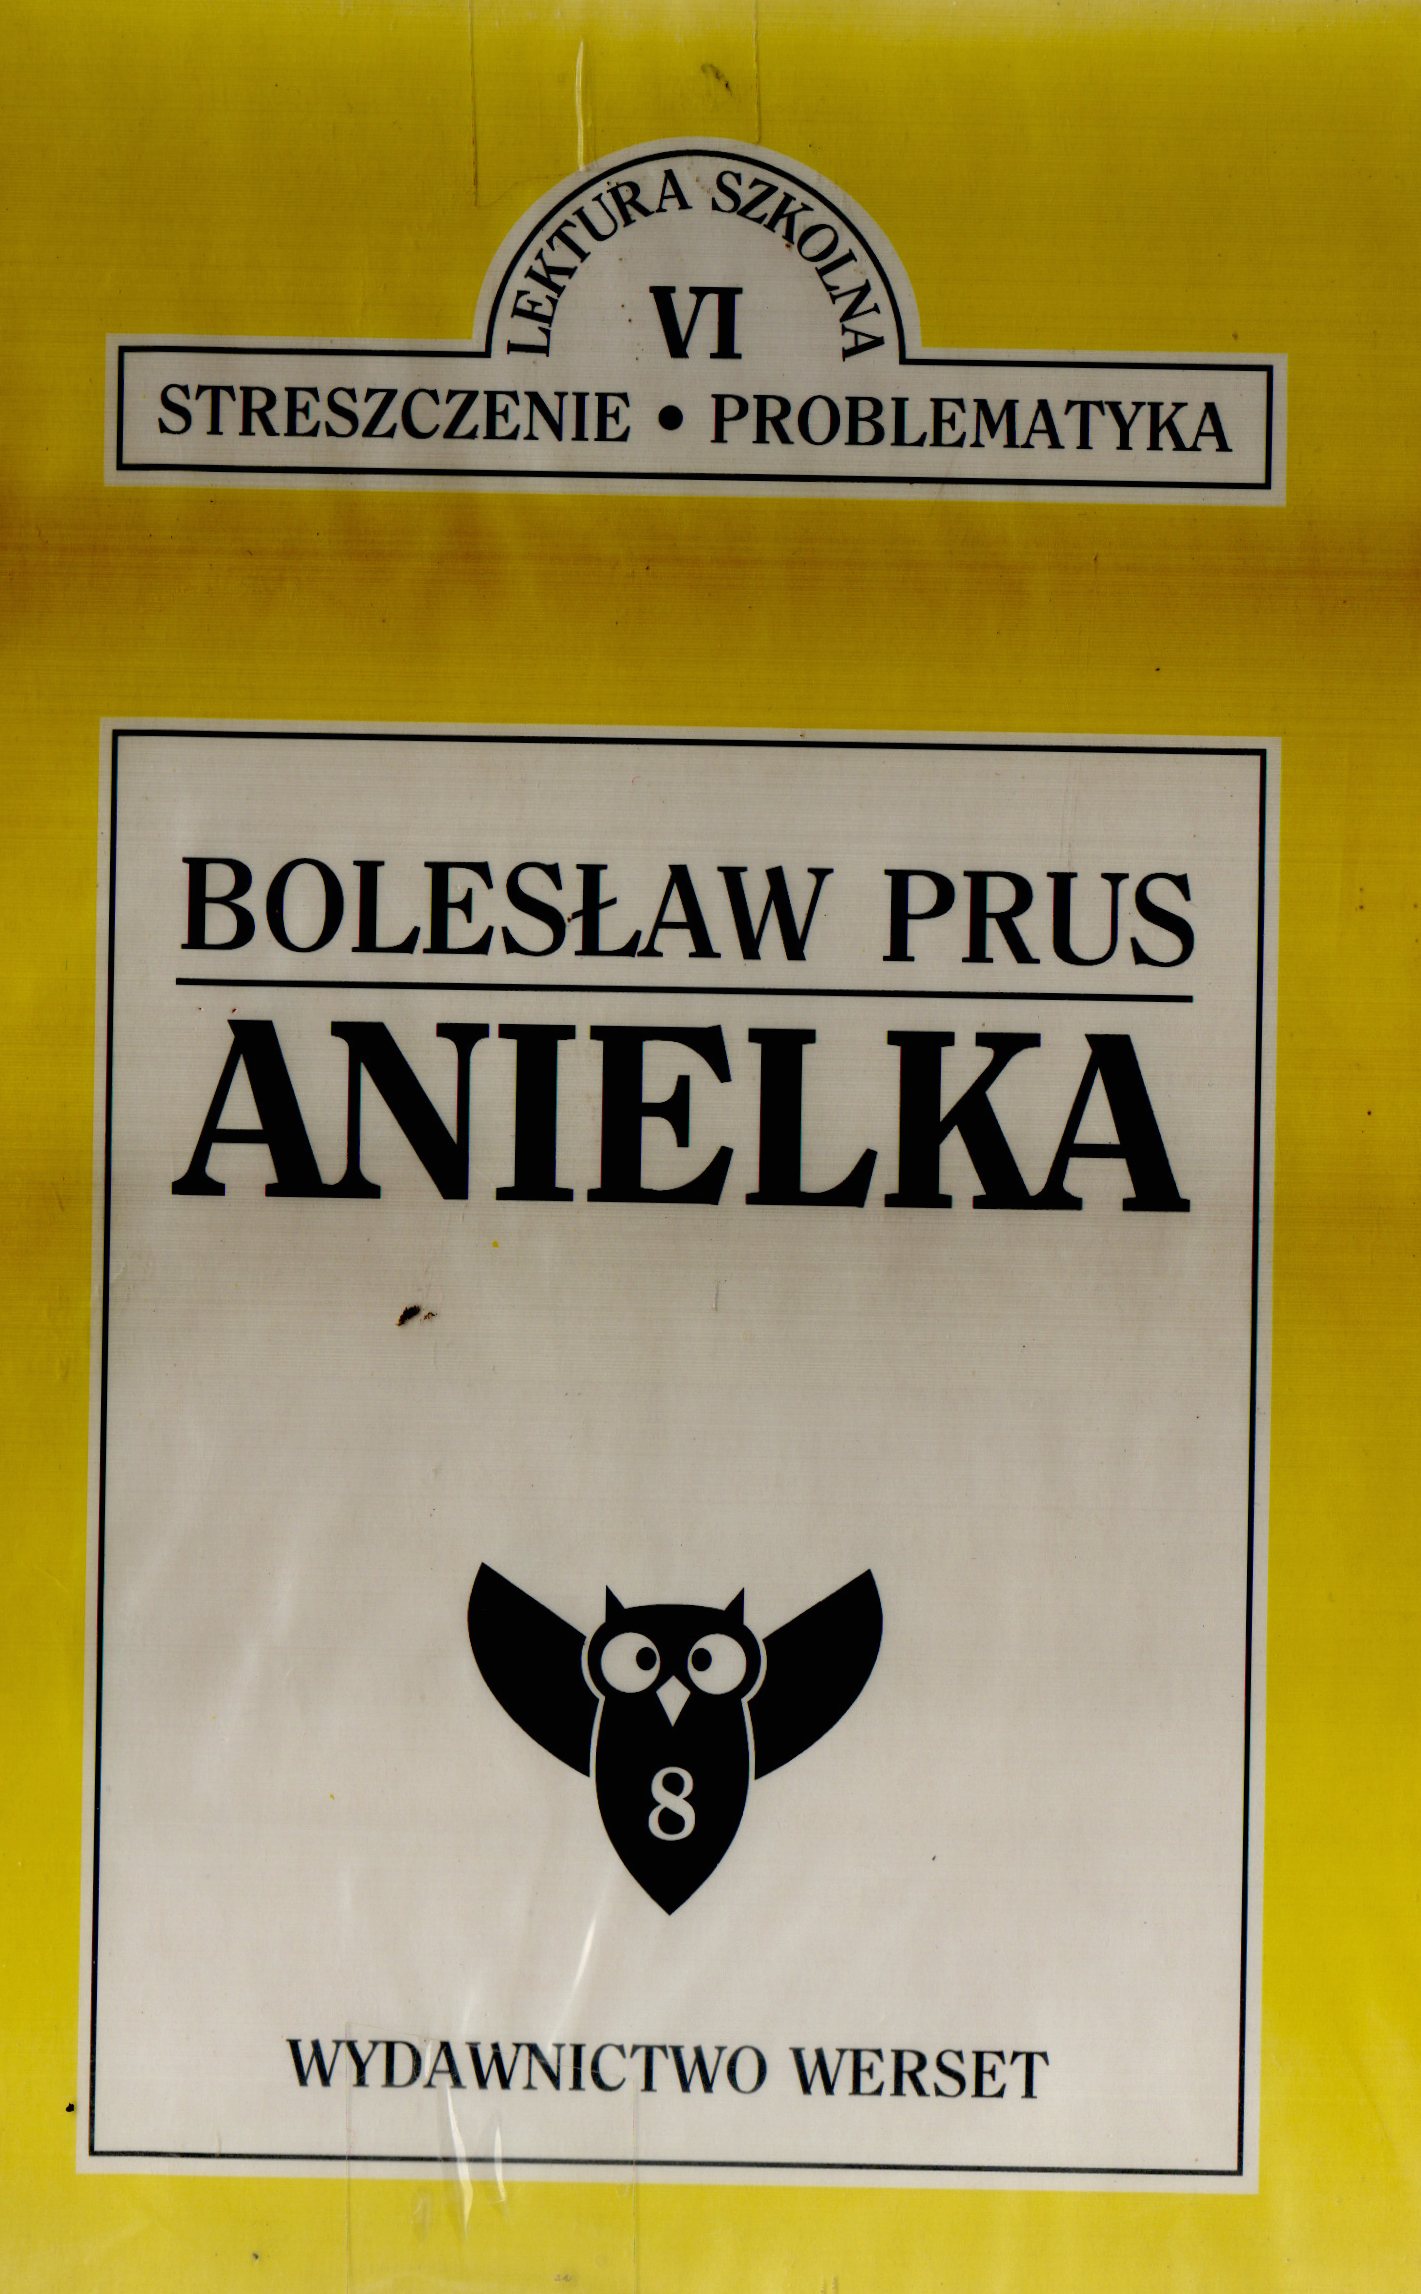 LEKTURA SZKOLNA
VI
STRESZCZENIE • PROBLEMATYKA
BOLESŁAW PRUS
ANIELKA
8
WYDAWNICTWO WERSET